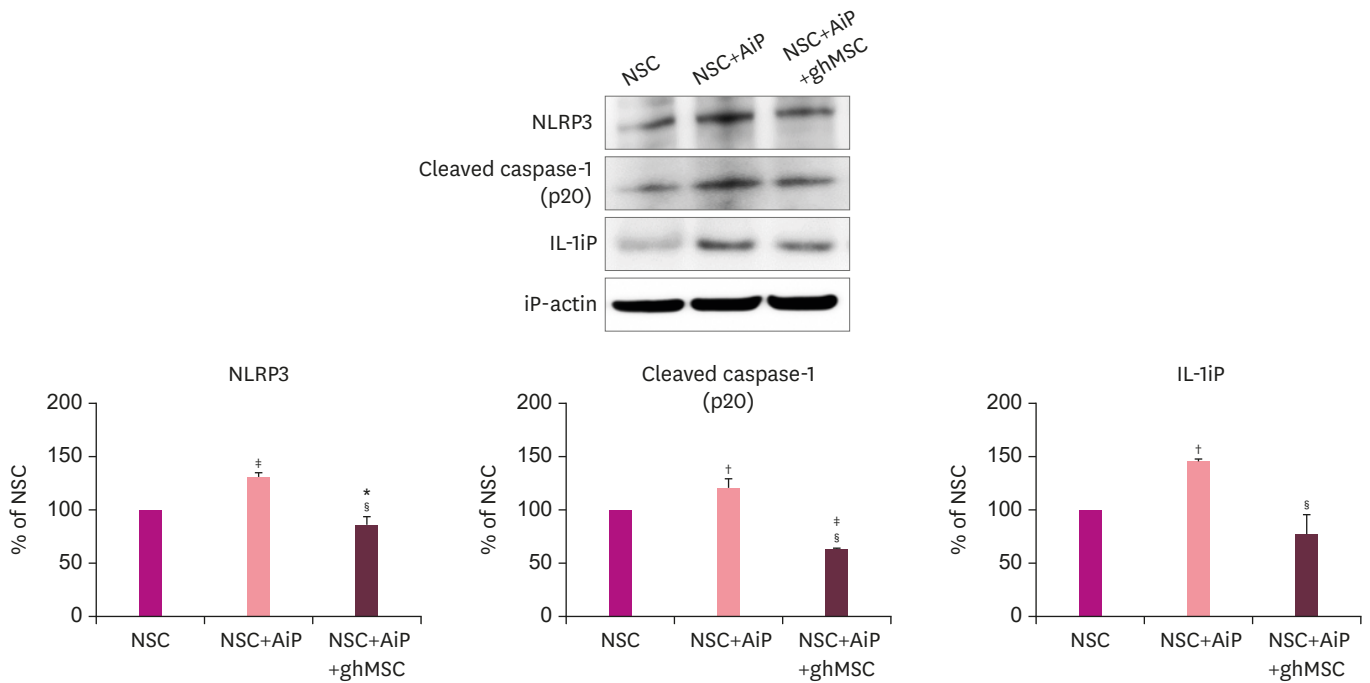 NSC NSC+AiP NSC+AiP
+ghMSC
NLRP3
Cleaved caspase-1
(p20)
IL-1iP
iP-actin
NLRP3
200
150
100
50
0
% of NSC
‡
*
§
NSC NSC+AiP NSC+AiP
+ghMSC
Cleaved caspase-1
(p20)
200
150
100
50
0
% of NSC
†
‡
§
NSC NSC+AiP NSC+AiP
+ghMSC
IL-1iP
200
150
100
50
0
% of NSC
†
§
NSC NSC+AiP NSC+AiP
+ghMSC